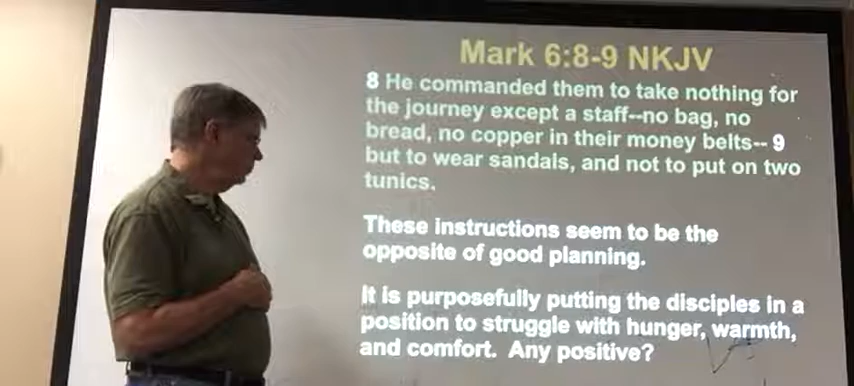 Mark 6:8-9 NKJV
8 He commanded them to take nothing for
the journey except a staff--no bag, no
bread, no copper in their money belts-- 9
but to wear sandals, and not to put on two
tunics.
These instructions seem to be the
opposite of good planning.
It is purposefully putting the disciples in a
position to struggle with hunger, warmth,
and comfort. Any positive?